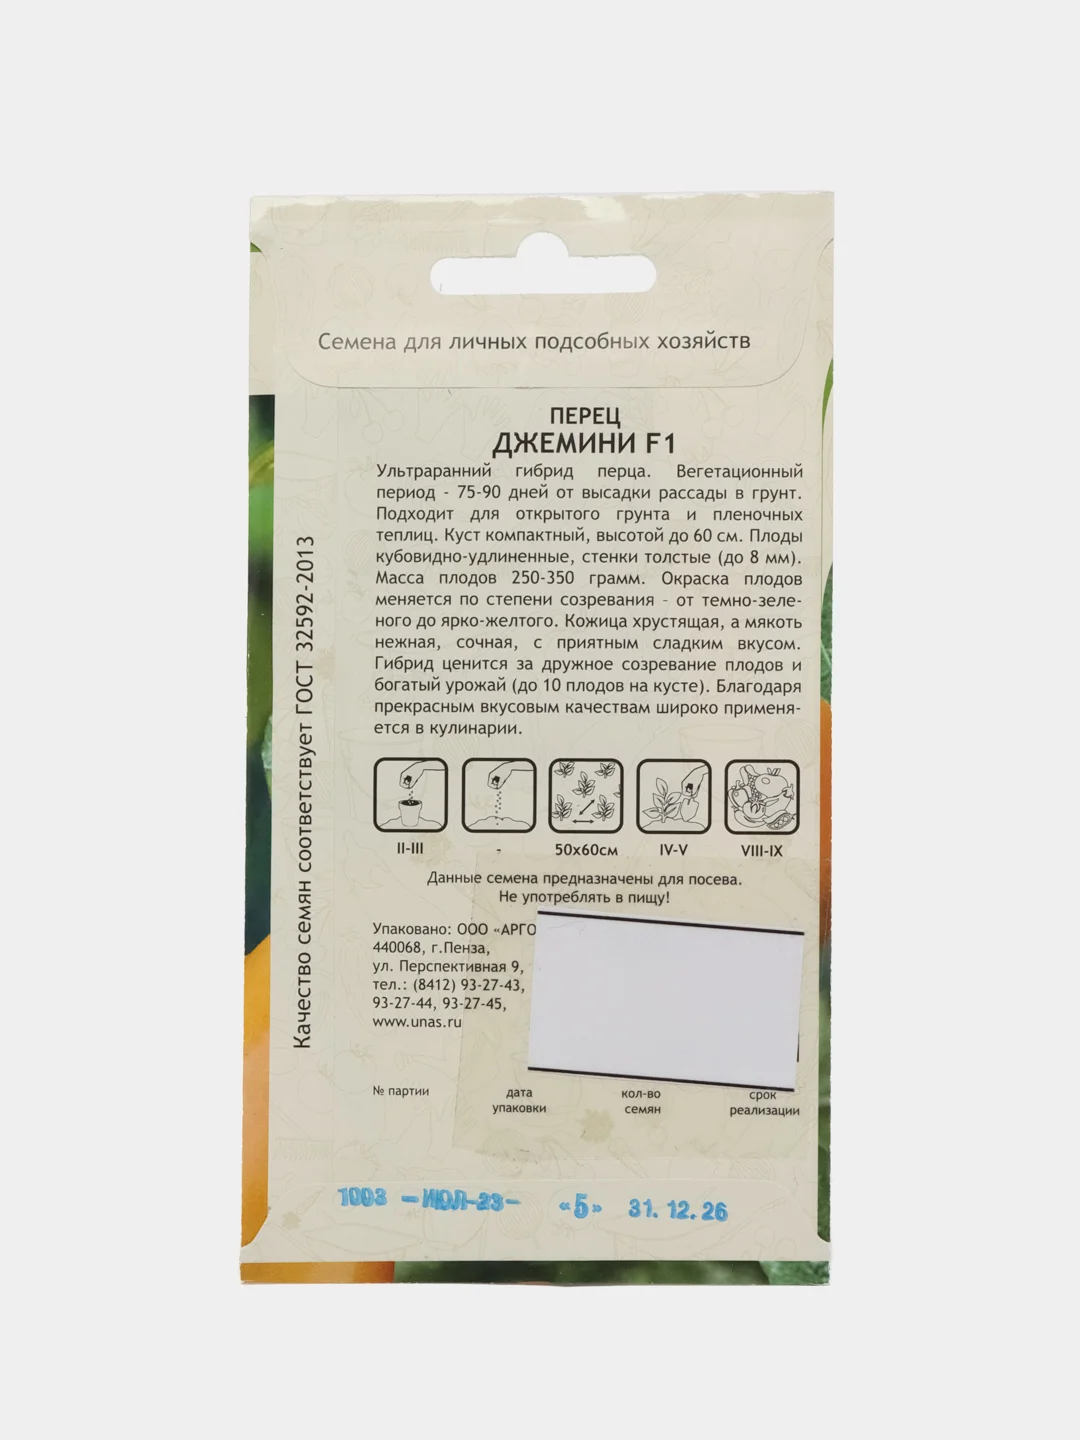 Семена для личных подсобных хозяйств
ПЕРЕЦ
ДЖЕМИНИ F1
Ультраранний гибрид перца. Вегетационный
период - 75-90 дней от высадки рассады в грунт.
Подходит для открытого грунта и пленочных
теплиц. Куст компактный, высотой до 60 см. Плоды
кубовидно-удлиненные, стенки толстые (до 8 мм).
Масса плодов 250-350 грамм. Окраска плодов
меняется по степени созревания - от темно-зеле-
ного до ярко-желтого. Кожица хрустящая, а мякоть
нежная, сочная, с приятным сладким вкусом.
Гибрид ценится за дружное созревание плодов и
богатый урожай (до 10 плодов на кусте). Благодаря
прекрасным вкусовым качествам широко применя-
ется в кулинарии.
Качество семян соответствует ГОСТ 32592-2013
II-III - 50х60см IV-V VIII-IX
Данные семена предназначены для посева.
Не употреблять в пищу!
Упаковано: ООО «АРГО
440068, г.Пенза,
ул. Перспективная 9,
тел.: (8412) 93-27-43,
93-27-44, 93-27-45,
www.unas.ru
№ партии дата кол-во срок
упаковки семян реализации
1003 -ИЮЛ-23- «5» 31.12.26